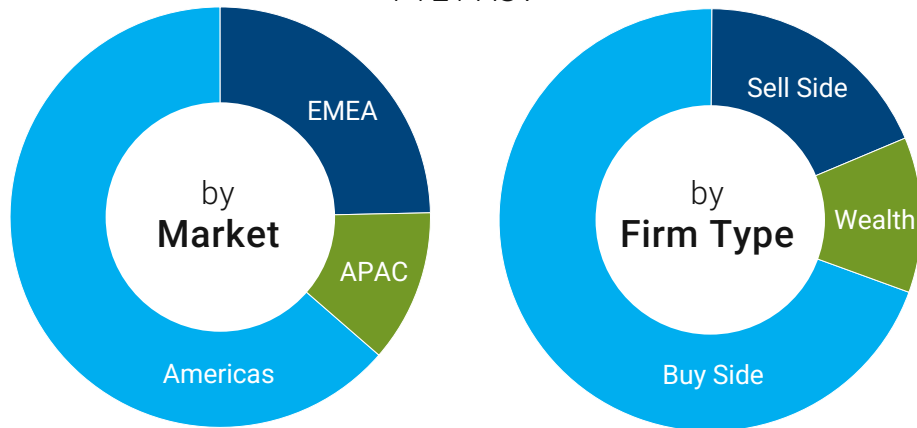 EMEA
by
Market
APAC
Americas
Sell Side
by
Firm Type
Wealth
Buy Side